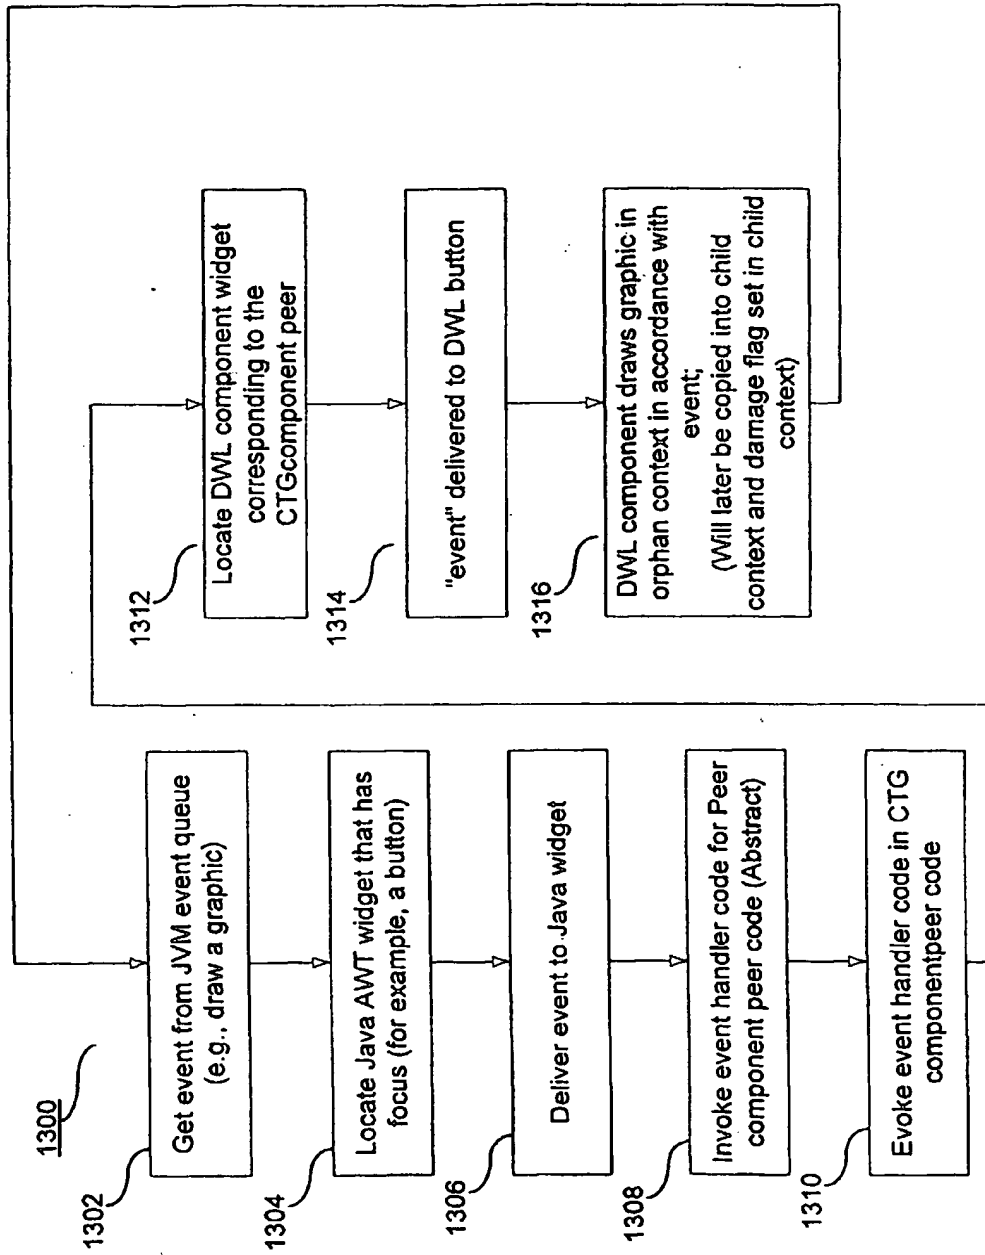 1300
1302
Get event from JVM event queue
(e.g., draw a graphic)
1304
Locate Java AWT widget that has
focus (for example, a button)
1306
Deliver event to Java widget
1308
Invoke event handler code for Peer
component peer code (Abstract)
1310
Evoke event handler code in CTG
componentpeer code
1312
Locate DWL component widget
corresponding to the
CTGcomponent peer
1314
"event" delivered to DWL button
1316
DWL component draws graphic in
orphan context in accordance with
event;
(Will later be copied into child
context and damage flag set in child
context)